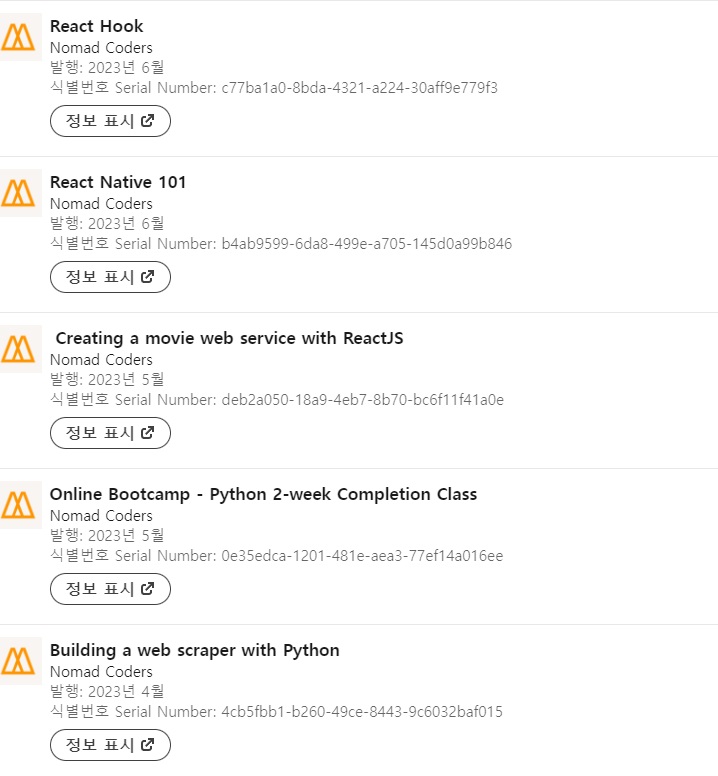 React Hook
Nomad Coders
발행: 2023년 6월
식별번호 Serial Number: c77ba1a0-8bda-4321-a224-30aff9e779f3
정보 표시
React Native 101
Nomad Coders
발행: 2023년 6월
식별번호 Serial Number: b4ab9599-6da8-499e-a705-145d0a99b846
정보 표시
Creating a movie web service with ReactJS
Nomad Coders
발행: 2023년 5월
식별번호 Serial Number: deb2a050-18a9-4eb7-8b70-bc6f11f41a0e
정보 표시
Online Bootcamp - Python 2-week Completion Class
Nomad Coders
발행: 2023년 5월
식별번호 Serial Number: 0e35edca-1201-481e-aea3-77ef14a016ee
정보 표시
Building a web scraper with Python
Nomad Coders
발행: 2023년 4월
식별번호 Serial Number: 4cb5fbb1-b260-49ce-8443-9c6032baf015
정보 표시